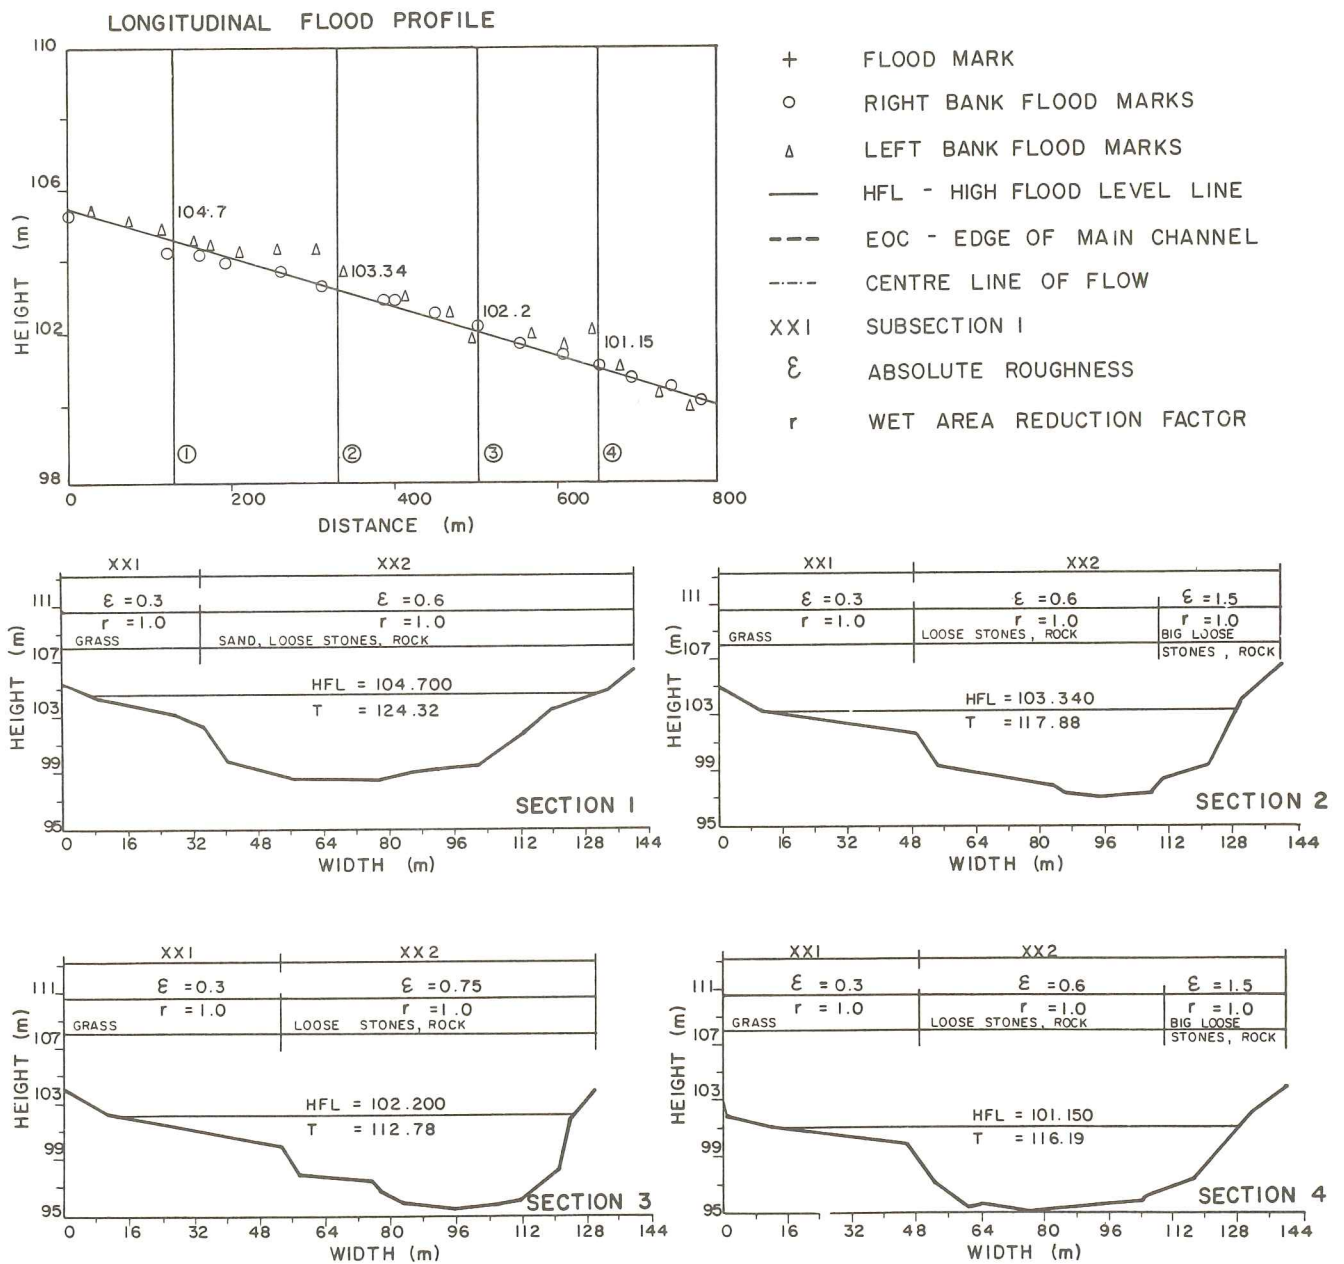 LONGITUDINAL FLOOD PROFILE
110
106
102
98
HEIGHT (m)
104.7
103.34
102.2
101.15
1
2
3
4
0 200 400 600 800
DISTANCE (m)
+ FLOOD MARK
RIGHT BANK FLOOD MARKS
LEFT BANK FLOOD MARKS
HFL - HIGH FLOOD LEVEL LINE
EOC - EDGE OF MAIN CHANNEL
CENTRE LINE OF FLOW
XX1 SUBSECTION 1
ε ABSOLUTE ROUGHNESS
r WET AREA REDUCTION FACTOR
XX1 XX2
ε = 0.3 ε = 0.6
r = 1.0 r = 1.0
GRASS SAND, LOOSE STONES, ROCK
111
107
103
99
95
HEIGHT (m)
HFL = 104.700
T = 124.32
SECTION 1
0 16 32 48 64 80 96 112 128 144
WIDTH (m)
XX1 XX2
ε = 0.3 ε = 0.6 ε = 1.5
r = 1.0 r = 1.0 r = 1.0
GRASS LOOSE STONES, ROCK BIG LOOSE
STONES, ROCK
111
107
103
99
95
HEIGHT (m)
HFL = 103.340
T = 117.88
SECTION 2
0 16 32 48 64 80 96 112 128 144
WIDTH (m)
XX1 XX2
ε = 0.3 ε = 0.75
r = 1.0 r = 1.0
GRASS LOOSE STONES, ROCK
111
107
103
99
95
HEIGHT (m)
HFL = 102.200
T = 112.78
SECTION 3
0 16 32 48 64 80 96 112 128 144
WIDTH (m)
XX1 XX2
ε = 0.3 ε = 0.6 ε = 1.5
r = 1.0 r = 1.0 r = 1.0
GRASS LOOSE STONES, ROCK BIG LOOSE
STONES, ROCK
111
107
103
99
95
HEIGHT (m)
HFL = 101.150
T = 116.19
SECTION 4
0 16 32 48 64 80 96 112 128 144
WIDTH (m)